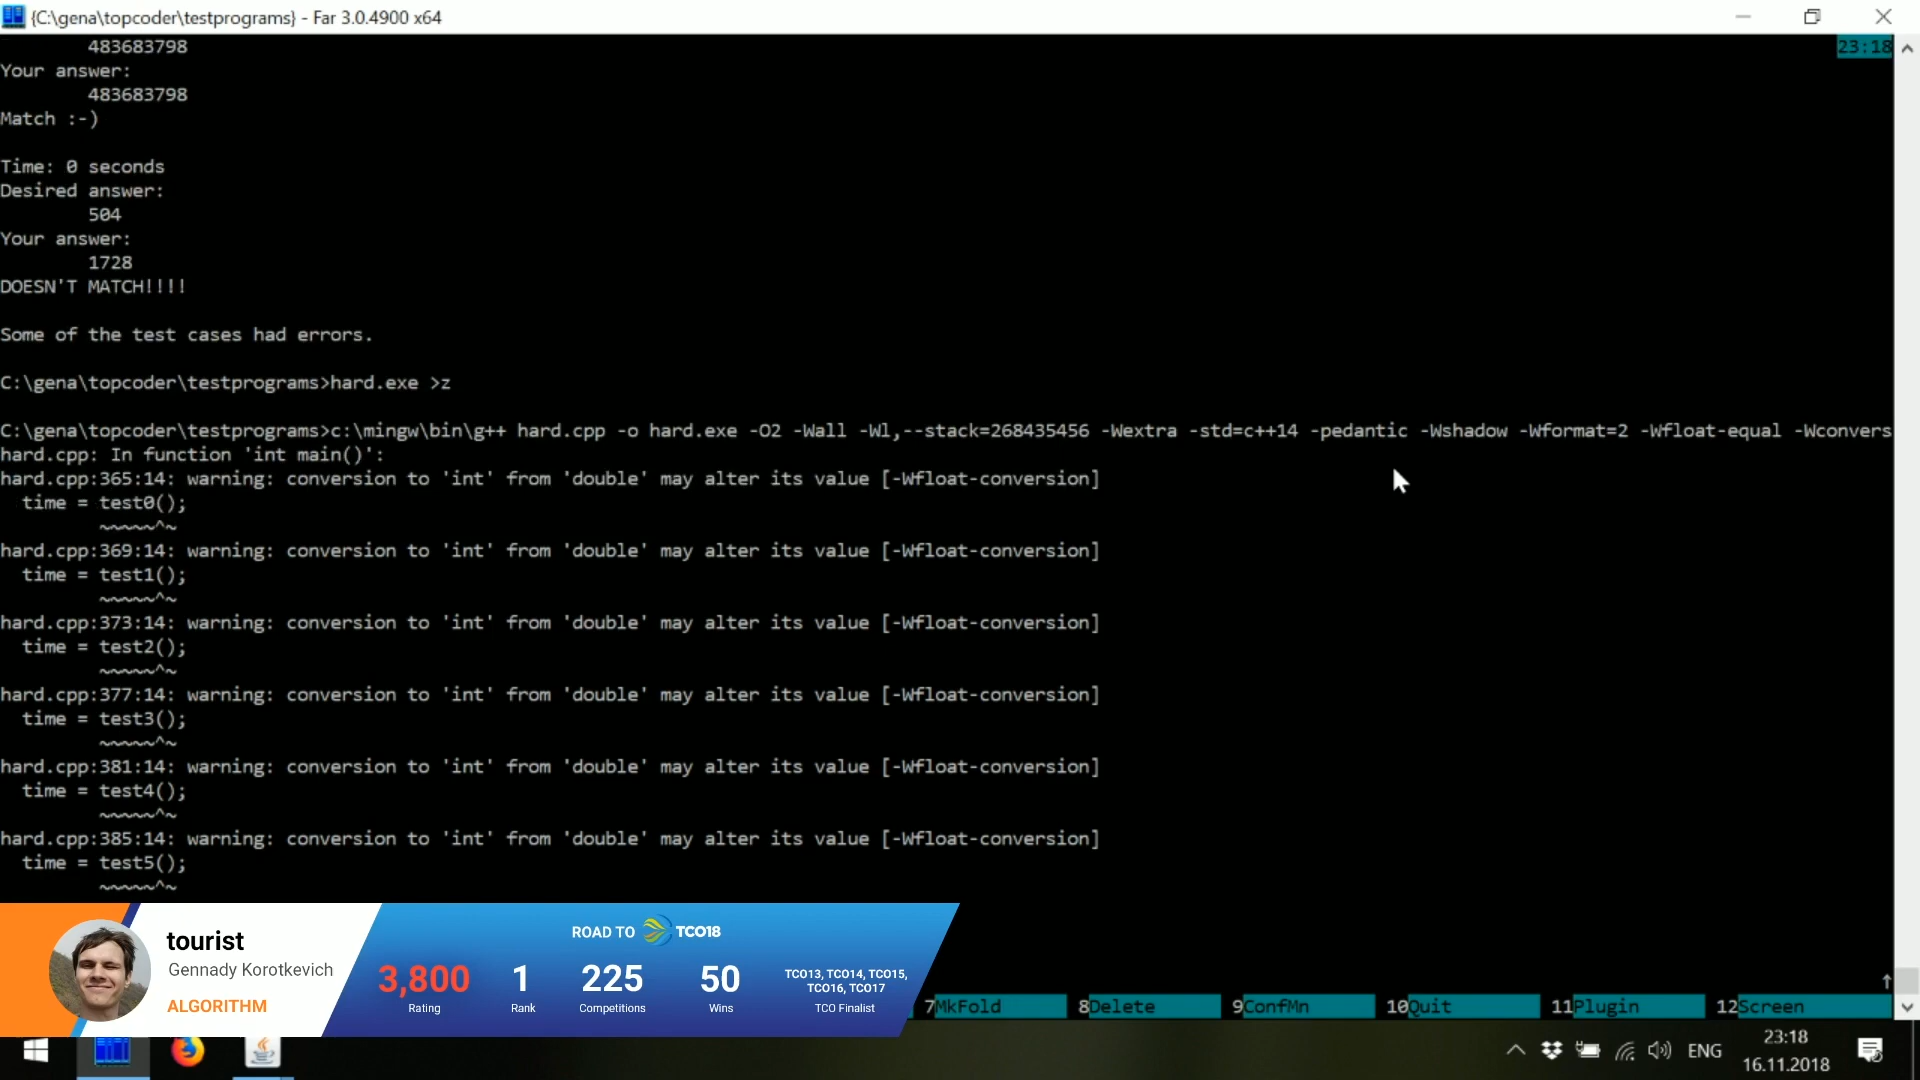 {C:\gena\topcoder\testprograms} - Far 3.0.4900 x64
483683798
23:18
Your answer:
483683798
Match :-)
Time: 0 seconds
Desired answer:
504
Your answer:
1728
DOESN'T MATCH!!!!
Some of the test cases had errors.
C:\gena\topcoder\testprograms>hard.exe >z
C:\gena\topcoder\testprograms>c:\mingw\bin\g++ hard.cpp -o hard.exe -O2 -Wall -Wl,--stack=268435456 -Wextra -std=c++14 -pedantic -Wshadow -Wformat=2 -Wfloat-equal -Wconvers
hard.cpp: In function 'int main()':
hard.cpp:365:14: warning: conversion to 'int' from 'double' may alter its value [-Wfloat-conversion]
time = test0();
~~~~~^~
hard.cpp:369:14: warning: conversion to 'int' from 'double' may alter its value [-Wfloat-conversion]
time = test1();
~~~~~^~
hard.cpp:373:14: warning: conversion to 'int' from 'double' may alter its value [-Wfloat-conversion]
time = test2();
~~~~~^~
hard.cpp:377:14: warning: conversion to 'int' from 'double' may alter its value [-Wfloat-conversion]
time = test3();
~~~~~^~
hard.cpp:381:14: warning: conversion to 'int' from 'double' may alter its value [-Wfloat-conversion]
time = test4();
~~~~~^~
hard.cpp:385:14: warning: conversion to 'int' from 'double' may alter its value [-Wfloat-conversion]
time = test5();
~~~~~^~
tourist
Gennady Korotkevich
ALGORITHM
ROAD TO TCO18
3,800 1 225 50 TCO13, TCO14, TCO15,
TCO16, TCO17
Rating Rank Competitions Wins TCO Finalist
7MkFold 8Delete 9ConfMn 10Quit 11Plugin 12Screen
ENG
23:18
16.11.2018